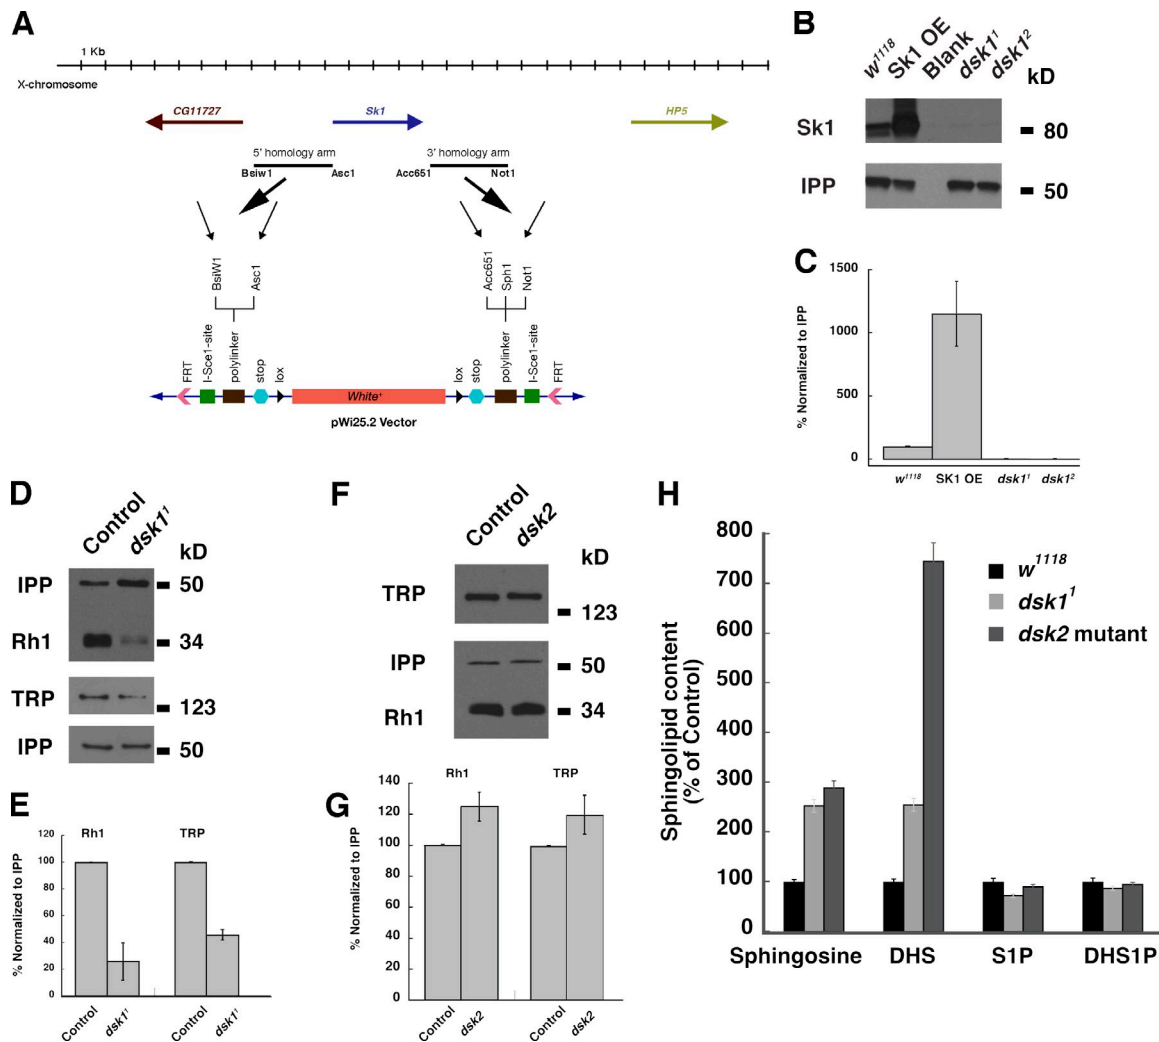 A
1 Kb
X-chromosome
CG11727
Sk1
HP5
5' homology arm
3' homology arm
Bsiw1
Asc1
Acc651
Not1
BsiW1
Asc1
Acc651
Sph1
Not1
FRT
I-Sce1-site
polylinker
stop
lox
lox
stop
polylinker
I-Sce1-site
FRT
White+
pWi25.2 Vector
B
w1118
Sk1 OE
Blank
dsk1¹
dsk1²
kD
Sk1
80
IPP
50
C
% Normalized to IPP
1500
1000
500
0
w1118
SK1 OE
dsk1¹
dsk1²
D
Control
dsk1¹
kD
IPP
50
Rh1
34
TRP
123
IPP
50
E
% Normalized to IPP
Rh1
TRP
120
100
80
60
40
20
0
Control
dsk1¹
Control
dsk1¹
F
Control
dsk2
kD
TRP
123
IPP
50
Rh1
34
G
% Normalized to IPP
Rh1
TRP
140
120
100
80
60
40
20
0
Control
dsk2
Control
dsk2
H
Sphingolipid content
(% of Control)
800
700
600
500
400
300
200
100
0
w1118
dsk1¹
dsk2 mutant
Sphingosine
DHS
S1P
DHS1P